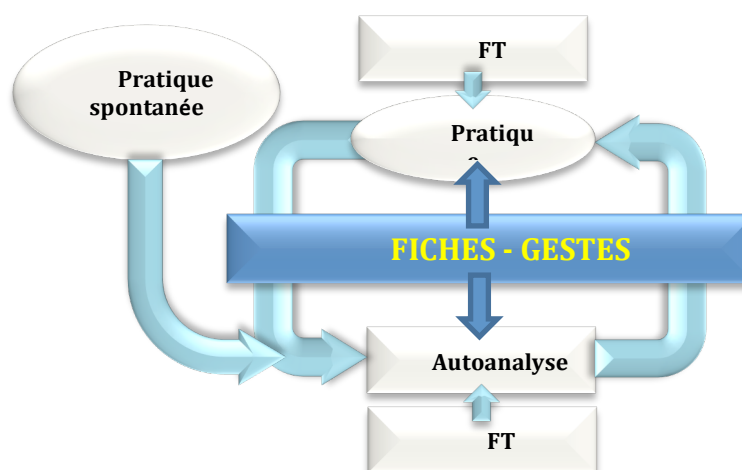 FT
Pratique
spontanée
Pratiqu
FICHES - GESTES
Autoanalyse
FT